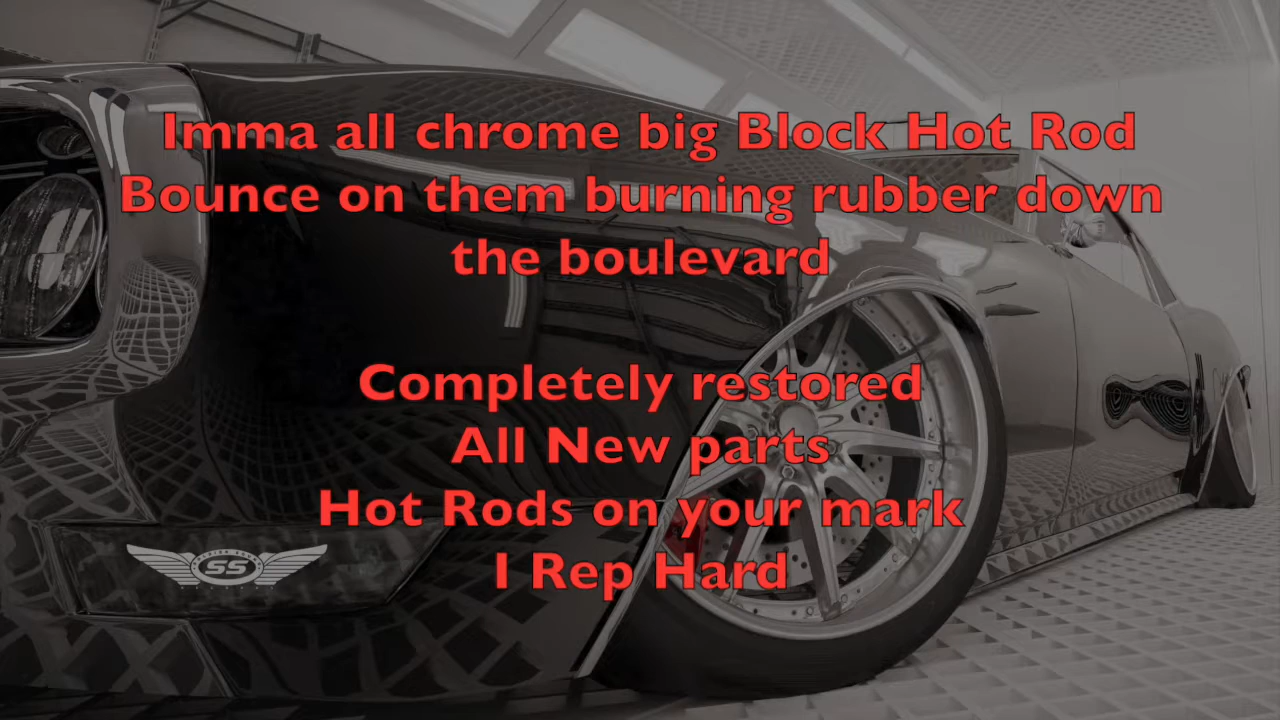 Imma all chrome big Block Hot Rod
Bounce on them burning rubber down
the boulevard
Completely restored
All New parts
Hot Rods on your mark
I Rep Hard
SS